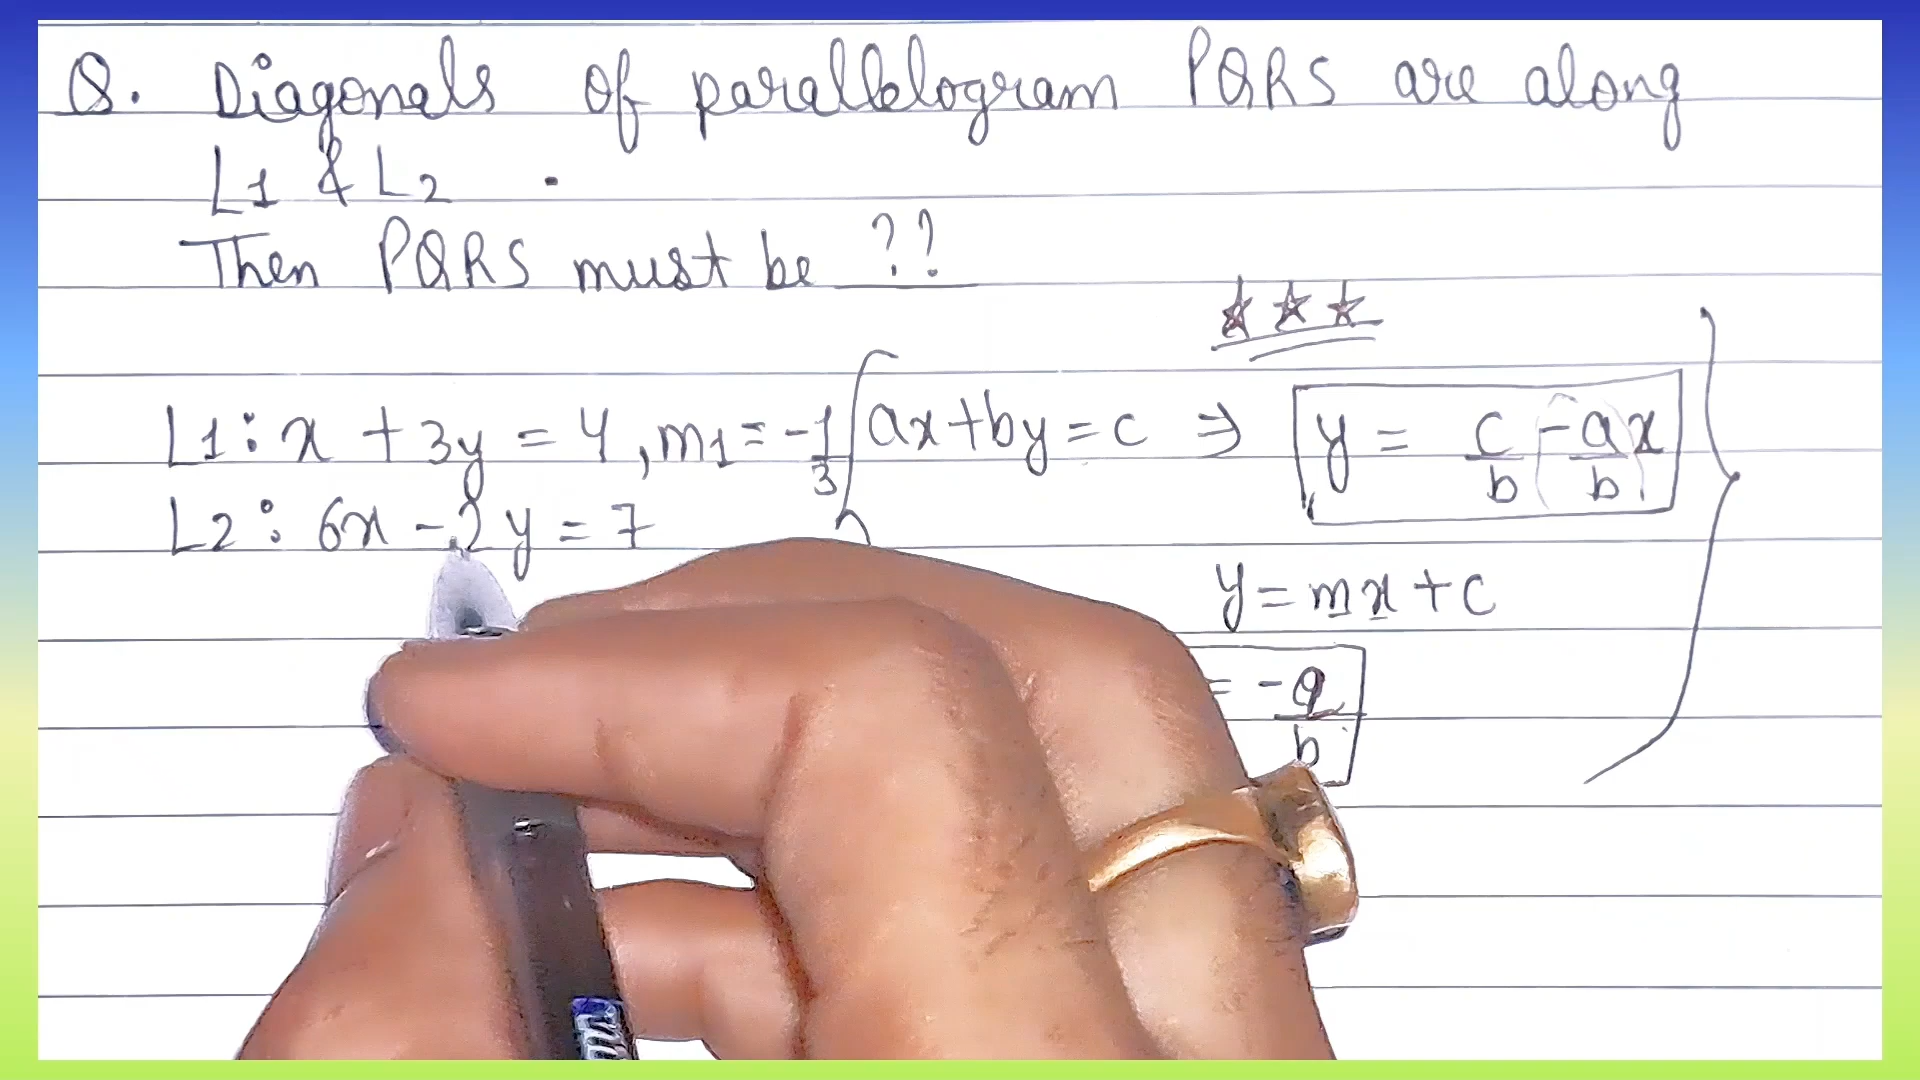 Q. Diagonals of parallelogram PQRS are along
L1 & L2 .
Then PQRS must be ??
L1: x + 3y = 4, m1 = -1/3
ax+by=c ⇒ y = c/b - a/b x
L2: 6x - 2y = 7
y = mx + c
= -a/b